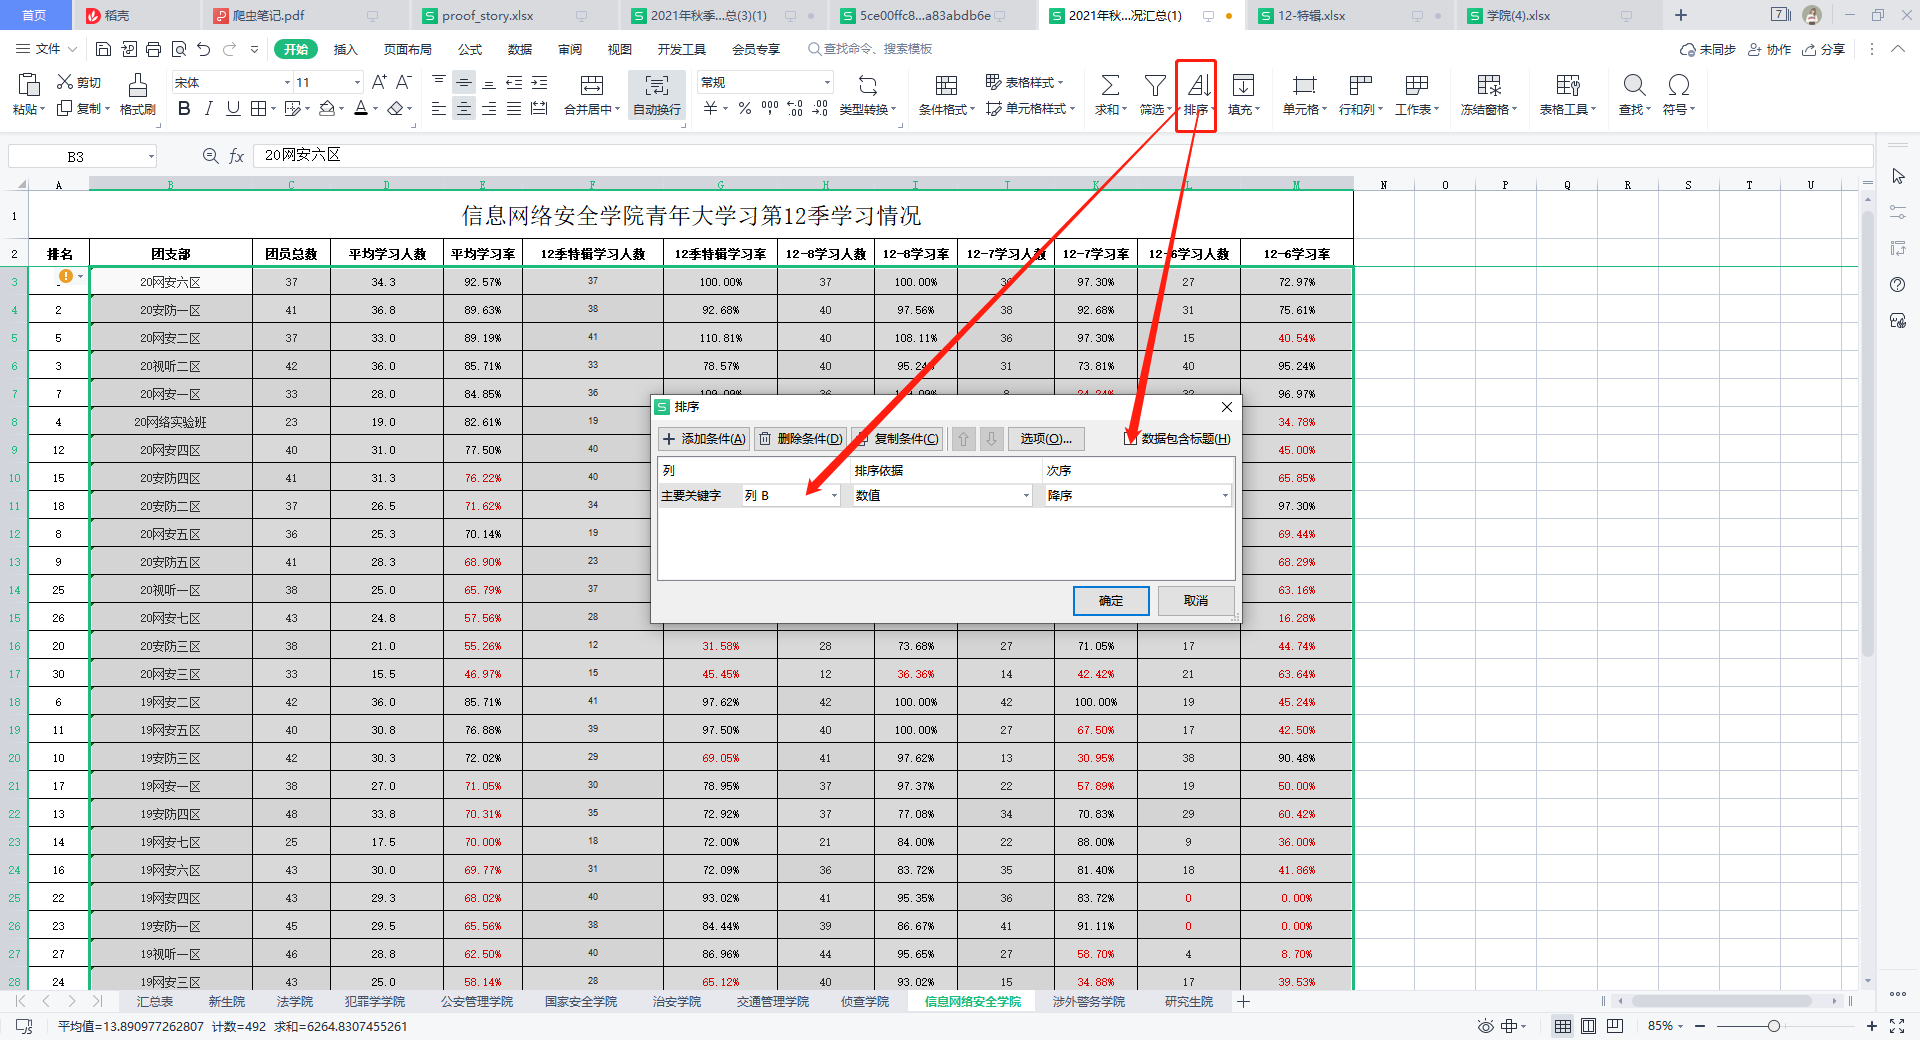 首页 稻壳 爬虫笔记.pdf proof_story.xlsx 2021年秋季...总(3)(1) 5ce00ffc8...a83abdb6e 2021年秋...况汇总(1) 12-特辑.xlsx 学院(4).xlsx
文件 开始 插入 页面布局 公式 数据 审阅 视图 开发工具 会员专享 查找命令、搜索模板 未同步 协作 分享
粘贴 剪切 复制 格式刷 宋体 11 合并居中 自动换行 常规 类型转换 条件格式 表格样式 单元格样式 求和 筛选 排序 填充 单元格 行和列 工作表 冻结窗格 表格工具 查找 符号
B3 fx 20网安六区
A B C D E F G H I J K L M N O P Q R S T U
1 信息网络安全学院青年大学习第12季学习情况
2 排名 团支部 团员总数 平均学习人数 平均学习率 12季特辑学习人数 12季特辑学习率 12-8学习人数 12-8学习率 12-7学习人数 12-7学习率 12-6学习人数 12-6学习率
3 20网安六区 37 34.3 92.57% 37 100.00% 37 100.00% 97.30% 27 72.97%
4 2 20安防一区 41 36.8 89.63% 38 92.68% 40 97.56% 38 92.68% 31 75.61%
5 5 20网安二区 37 33.0 89.19% 41 110.81% 40 108.11% 36 97.30% 15 40.54%
6 3 20视听二区 42 36.0 85.71% 33 78.57% 40 95.24% 31 73.81% 40 95.24%
7 7 20网安一区 33 28.0 84.85% 36 96.97%
8 4 20网络实验班 23 19.0 82.61% 19 34.78%
9 12 20网安四区 40 31.0 77.50% 40 45.00%
10 15 20安防四区 41 31.3 76.22% 40 65.85%
11 18 20安防二区 37 26.5 71.62% 34 97.30%
12 8 20网安五区 36 25.3 70.14% 19 69.44%
13 9 20安防五区 41 28.3 68.90% 23 68.29%
14 25 20视听一区 38 25.0 65.79% 37 63.16%
15 26 20网安七区 43 24.8 57.56% 28 16.28%
排序
添加条件(A) 删除条件(D) 复制条件(C) 选项(O)... 数据包含标题(H)
列 排序依据 次序
主要关键字 列 B 数值 降序
确定 取消
16 20 20安防三区 38 21.0 55.26% 12 31.58% 28 73.68% 27 71.05% 17 44.74%
17 30 20网安三区 33 15.5 46.97% 15 45.45% 12 36.36% 14 42.42% 21 63.64%
18 6 19网安二区 42 36.0 85.71% 41 97.62% 42 100.00% 42 100.00% 19 45.24%
19 11 19网安五区 40 30.8 76.88% 39 97.50% 40 100.00% 27 67.50% 17 42.50%
20 10 19安防三区 42 30.3 72.02% 29 69.05% 41 97.62% 13 30.95% 38 90.48%
21 17 19网安一区 38 27.0 71.05% 30 78.95% 37 97.37% 22 57.89% 19 50.00%
22 13 19安防四区 48 33.8 70.31% 35 72.92% 37 77.08% 34 70.83% 29 60.42%
23 14 19网安七区 25 17.5 70.00% 18 72.00% 21 84.00% 22 88.00% 9 36.00%
24 16 19网安六区 43 30.0 69.77% 31 72.09% 36 83.72% 35 81.40% 18 41.86%
25 22 19网安四区 43 29.3 68.02% 40 93.02% 41 95.35% 36 83.72% 0 0.00%
26 23 19安防一区 45 29.5 65.56% 38 84.44% 39 86.67% 41 91.11% 0 0.00%
27 27 19视听一区 46 28.8 62.50% 40 86.96% 44 95.65% 27 58.70% 4 8.70%
28 24 19网安三区 43 25.0 58.14% 28 65.12% 40 93.02% 15 34.88% 17 39.53%
汇总表 新生院 法学院 犯罪学学院 公安管理学院 国家安全学院 治安学院 交通管理学院 侦查学院 信息网络安全学院 涉外警务学院 研究生院
平均值=13.890977262807 计数=492 求和=6264.8307455261 85%